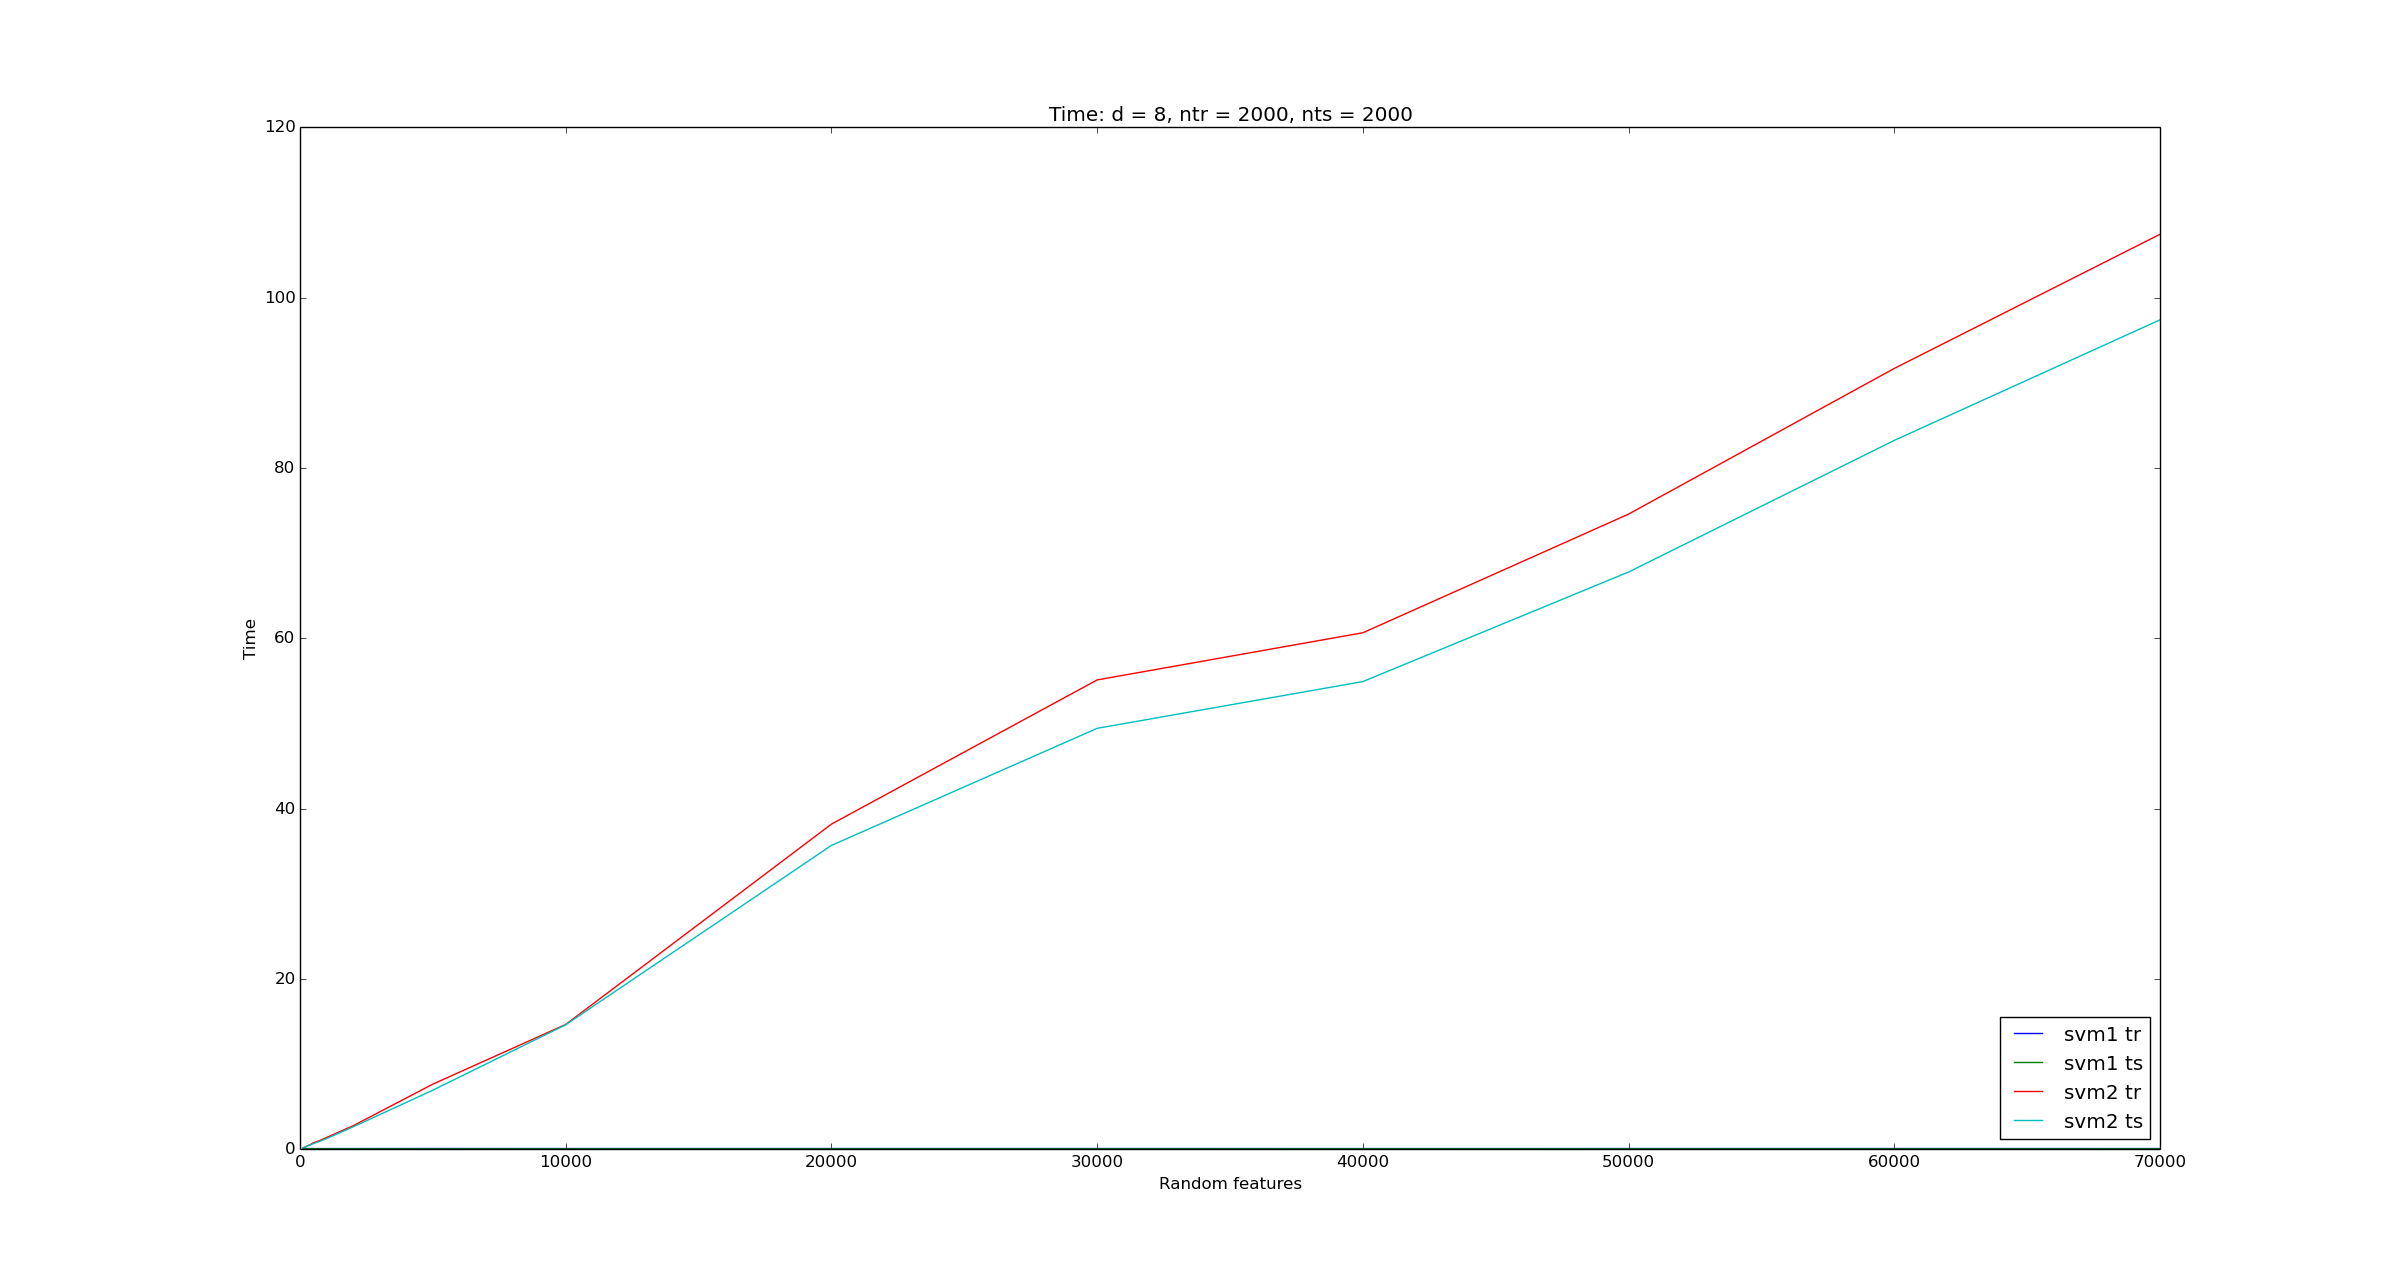 Time: d = 8, ntr = 2000, nts = 2000
120
100
80
60
40
20
0
Time
0 10000 20000 30000 40000 50000 60000 70000
Random features
svm1 tr
svm1 ts
svm2 tr
svm2 ts